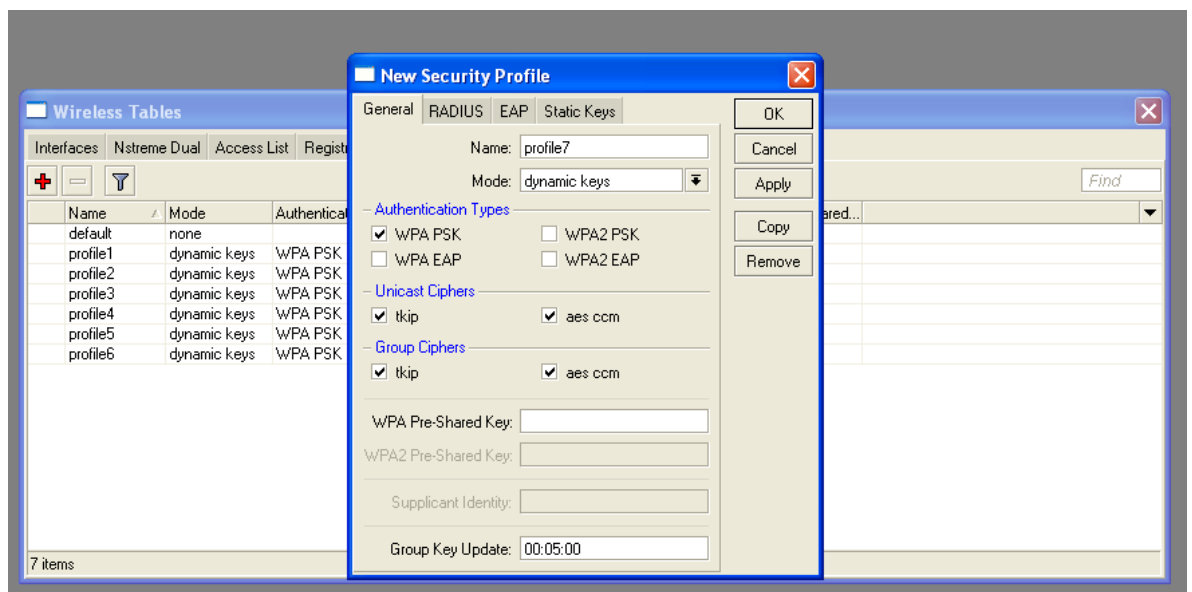 New Security Profile
General RADIUS EAP Static Keys
OK
Name: profile7
Cancel
Mode: dynamic keys
Apply
Authentication Types
WPA PSK WPA2 PSK
Copy
WPA EAP WPA2 EAP
Remove
Unicast Ciphers
tkip aes ccm
Group Ciphers
tkip aes ccm
WPA Pre-Shared Key:
WPA2 Pre-Shared Key:
Supplicant Identity:
Group Key Update: 00:05:00
Wireless Tables
Interfaces Nstreme Dual Access List Regist
Find
Name Mode Authenticat ared...
default none
profile1 dynamic keys WPA PSK
profile2 dynamic keys WPA PSK
profile3 dynamic keys WPA PSK
profile4 dynamic keys WPA PSK
profile5 dynamic keys WPA PSK
profile6 dynamic keys WPA PSK
7 items